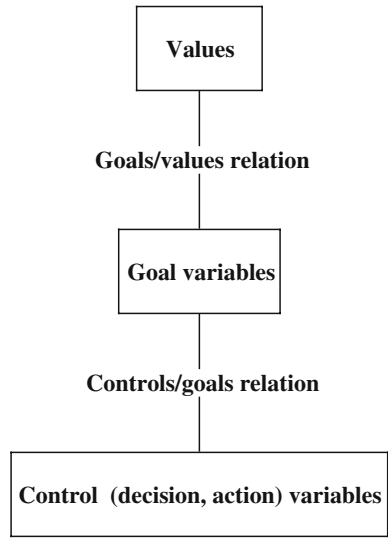 Values
Goals/values relation
Goal variables
Controls/goals relation
Control (decision, action) variables